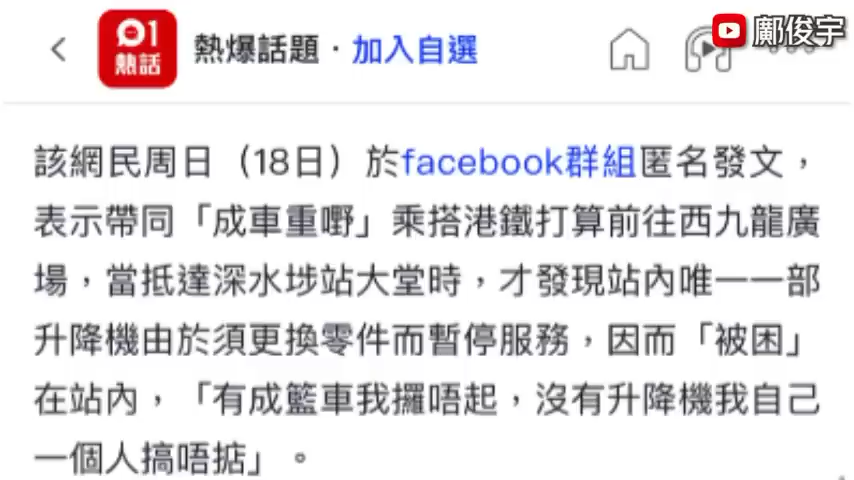 鄺俊宇
01
熱話
熱爆話題·加入自選
該網民周日（18日）於facebook群組匿名發文，
表示帶同「成車重嘢」乘搭港鐵打算前往西九龍廣
場，當抵達深水埗站大堂時，才發現站內唯一一部
升降機由於須更換零件而暫停服務，因而「被困」
在站內，「有成籃車我攞唔起，沒有升降機我自己
一個人搞唔掂」。